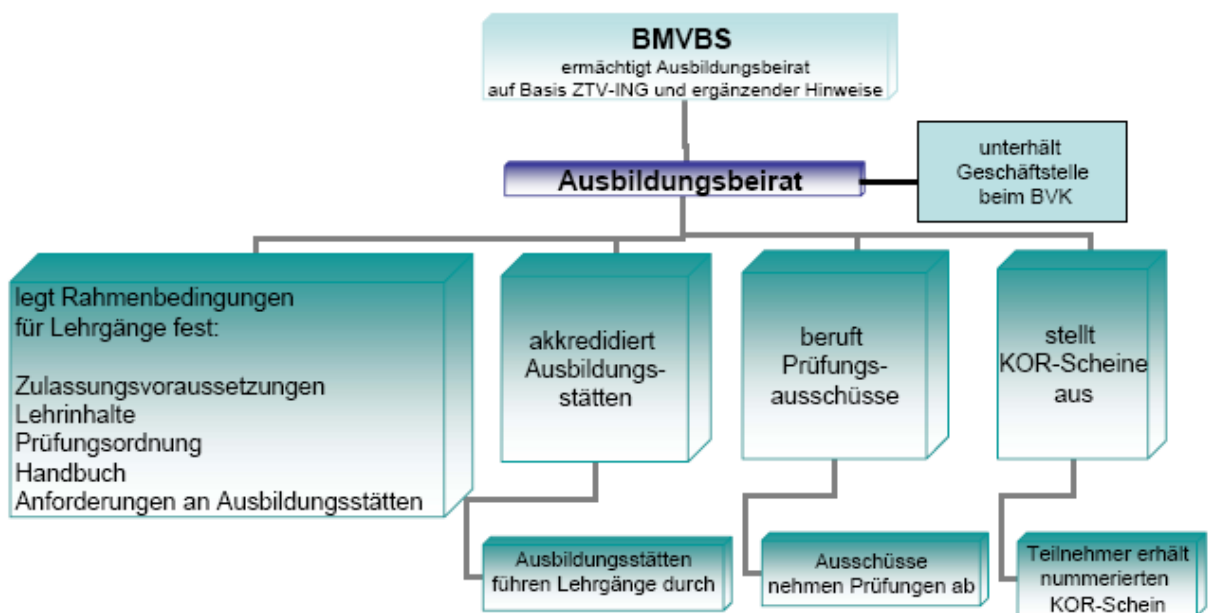 BMVBS
ermächtigt Ausbildungsbeirat
auf Basis ZTV-ING und ergänzender Hinweise
Ausbildungsbeirat
unterhält
Geschäftstelle
beim BVK
legt Rahmenbedingungen
für Lehrgänge fest:
Zulassungsvoraussetzungen
Lehrinhalte
Prüfungsordnung
Handbuch
Anforderungen an Ausbildungsstätten
akkredidiert
Ausbildungs-
stätten
beruft
Prüfungs-
ausschüsse
stellt
KOR-Scheine
aus
Ausbildungsstätten
führen Lehrgänge durch
Ausschüsse
nehmen Prüfungen ab
Teilnehmer erhält
nummerierten
KOR-Schein